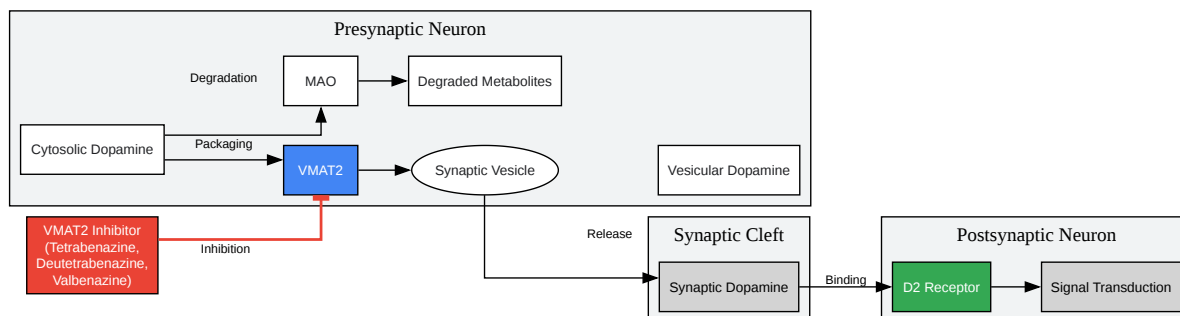 Presynaptic Neuron
Degradation
MAO
Degraded Metabolites
Cytosolic Dopamine
Packaging
VMAT2
Synaptic Vesicle
Vesicular Dopamine
VMAT2 Inhibitor
(Tetrabenazine,
Deutetrabenazine,
Valbenazine)
Inhibition
Release
Synaptic Cleft
Synaptic Dopamine
Binding
Postsynaptic Neuron
D2 Receptor
Signal Transduction